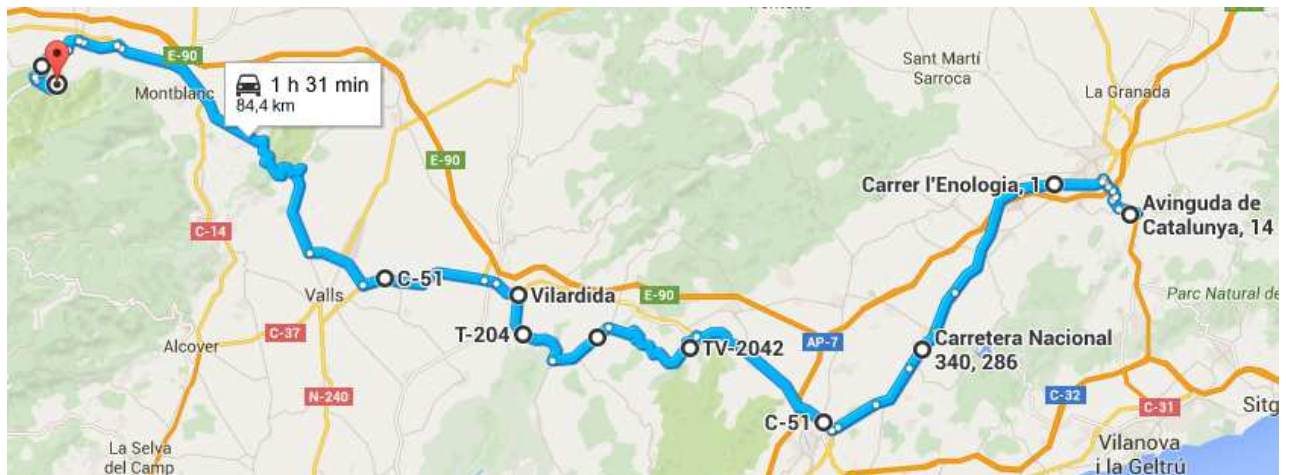 Sant Martí
Sarroca
E-90
La Granada
Montblanc
1 h 31 min
84,4 km
E-90
Carrer l'Enologia, 1
Avinguda de
Catalunya, 14
C-14
C-51
Valls
Vilardida
E-90
Parc Natural de
C-37
T-204
Alcover
TV-2042
AP-7
Carretera Nacional
340, 286
N-240
C-32
C-31
Sitg
C-51
La Selva
del Camp
Vilanova
i la Geltrú